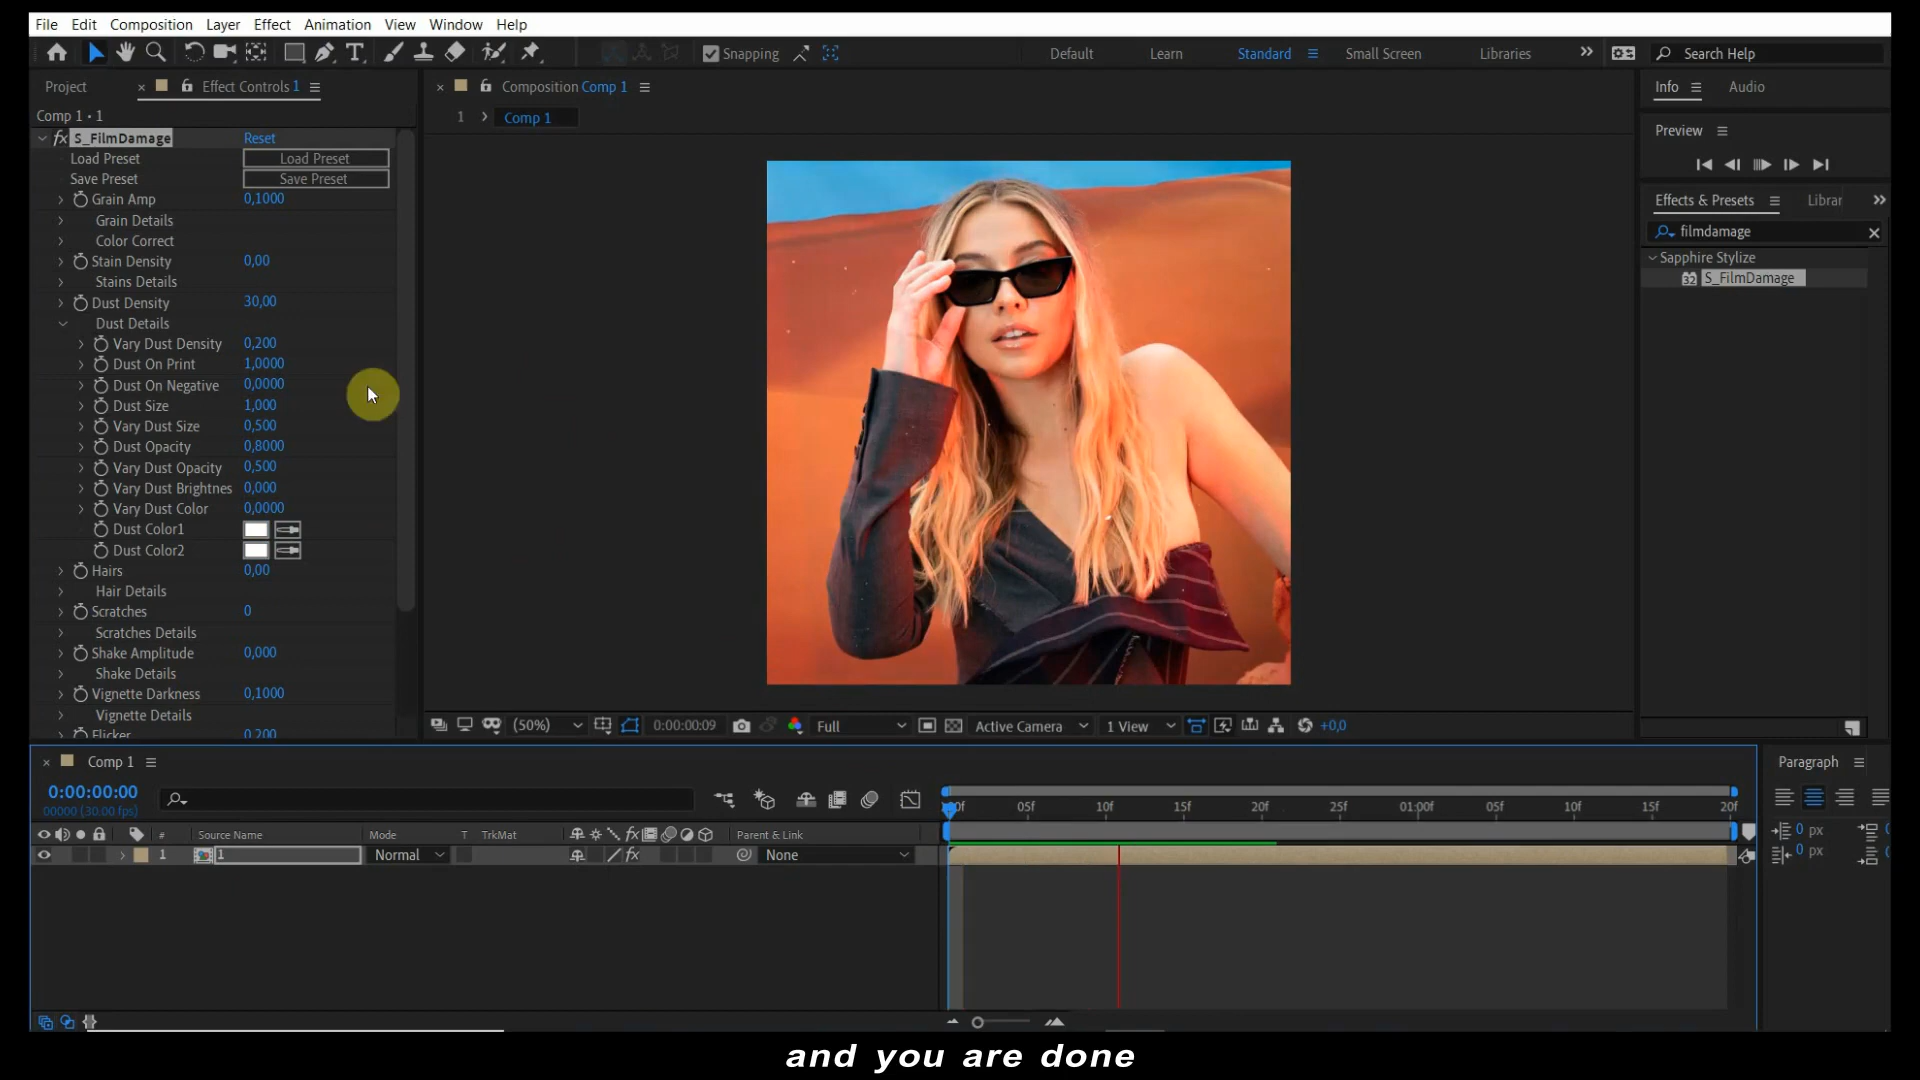 File Edit Composition Layer Effect Animation View Window Help
Snapping Default Learn Standard Small Screen Libraries Search Help
Project Effect Controls 1
Comp 1 • 1
S_FilmDamage Reset
Load Preset Load Preset
Save Preset Save Preset
Grain Amp 0,1000
Grain Details
Color Correct
Stain Density 0,00
Stains Details
Dust Density 30,00
Dust Details
Vary Dust Density 0,200
Dust On Print 1,0000
Dust On Negative 0,0000
Dust Size 1,000
Vary Dust Size 0,500
Dust Opacity 0,8000
Vary Dust Opacity 0,500
Vary Dust Brightnes 0,000
Vary Dust Color 0,0000
Dust Color1
Dust Color2
Hairs 0,00
Hair Details
Scratches 0
Scratches Details
Shake Amplitude 0,000
Shake Details
Vignette Darkness 0,1000
Vignette Details
Flicker 0,200
Composition Comp 1
1 Comp 1
(50%) 0:00:00:09 Full Active Camera 1 View +0,0
Info Audio
Preview
Effects & Presets Librar
filmdamage
Sapphire Stylize
32 S_FilmDamage
Comp 1
0:00:00:00
00000 (30.00 fps)
05f 10f 15f 20f 25f 01:00f 05f 10f 15f 20f
# Source Name Mode T TrkMat fx Parent & Link
1 1 Normal fx None
Paragraph
0 px
0 px
and you are done